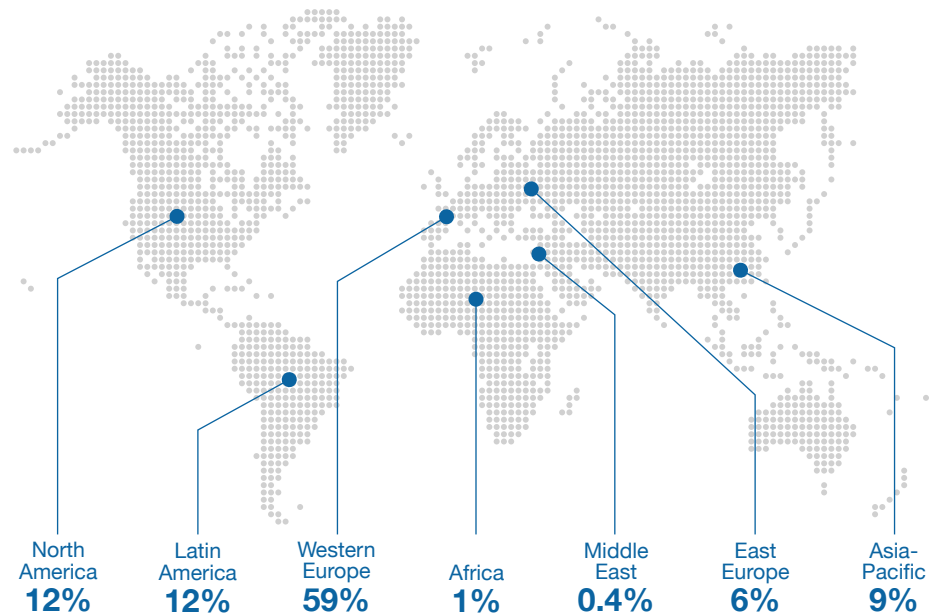 North
America
12%
Latin
America
12%
Western
Europe
59%
Africa
1%
Middle
East
0.4%
East
Europe
6%
Asia-
Pacific
9%